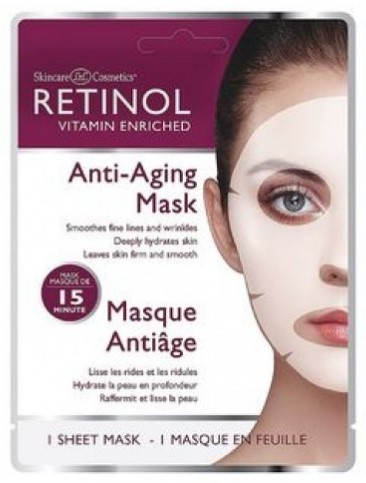 Skincare LdeL Cosmetics
RETINOL
VITAMIN ENRICHED
Anti-Aging
Mask
Smoothes fine lines and wrinkles
Deeply hydrates skin
Leaves skin firm and smooth
MASK
MASQUE DE
15
MINUTE
Masque
Antiâge
Lisse les rides et les ridules
Hydrate la peau en profondeur
Raffermit et lisse la peau
1 SHEET MASK - 1 MASQUE EN FEUILLE